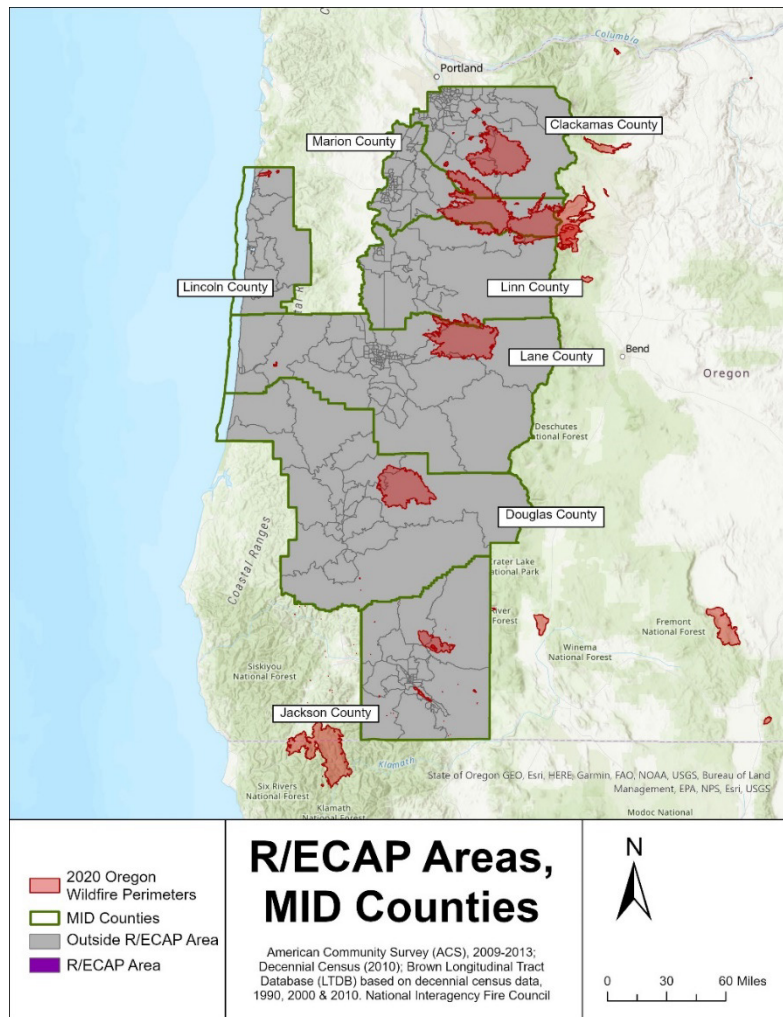 Columbia
Portland
Clackamas County
Marion County
Lincoln County
Linn County
Lane County
Bend
Oregon
Deschutes
National Forest
Douglas County
Coastal Ranges
Crater Lake
National Park
Fremont
National Forest
Winema
National Forest
Siskiyou
National Forest
Jackson County
Klamath
Six Rivers
National Forest
Klamath
National Forest
State of Oregon GEO, Esri, HERE, Garmin, FAO, NOAA, USGS, Bureau of Land
Management, EPA, NPS, Esri, USGS
Modoc National
2020 Oregon
Wildfire Perimeters
MID Counties
Outside R/ECAP Area
R/ECAP Area
R/ECAP Areas,
MID Counties
American Community Survey (ACS), 2009-2013;
Decennial Census (2010); Brown Longitudinal Tract
Database (LTDB) based on decennial census data,
1990, 2000 & 2010. National Interagency Fire Council
N
0 15 30 60 Miles